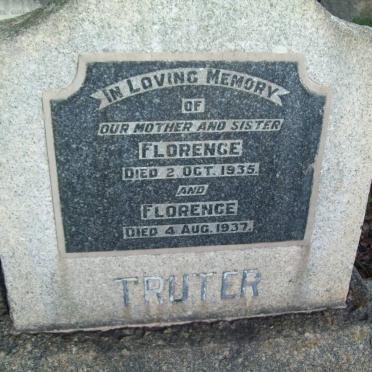 IN LOVING MEMORY
OF
OUR MOTHER AND SISTER
FLORENCE
DIED 2 OCT. 1935.
AND
FLORENCE
DIED 4 AUG. 1937.
TRUTER